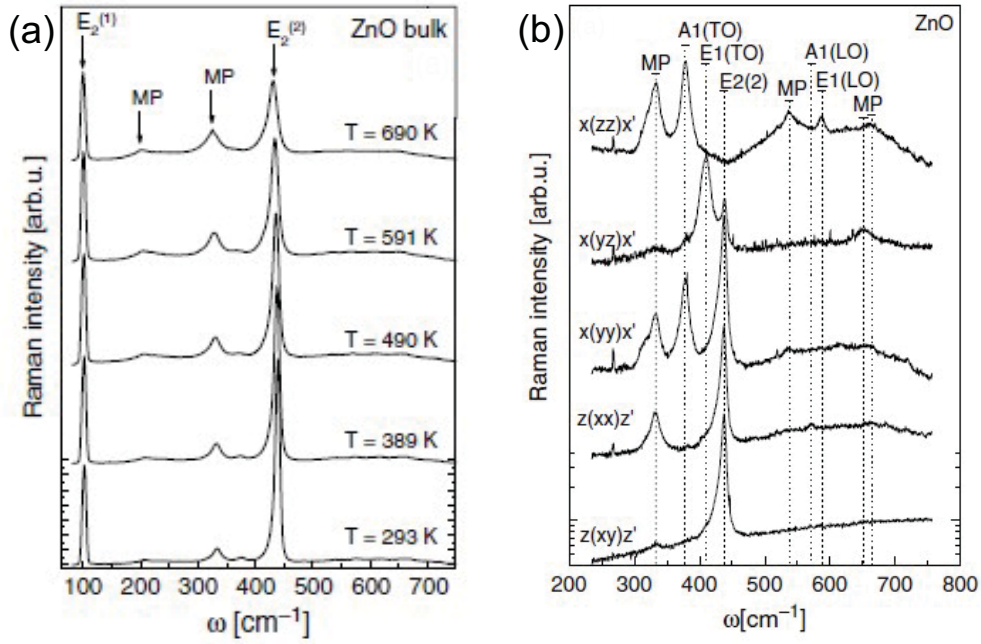 (a)
E₂⁽¹⁾
E₂⁽²⁾
ZnO bulk
MP
MP
T = 690 K
T = 591 K
T = 490 K
T = 389 K
T = 293 K
Raman intensity [arb.u.]
100 200 300 400 500 600 700
ω [cm⁻¹]
(b)
A1(TO)
ZnO
E1(TO)
A1(LO)
MP
E2(2)
MP
E1(LO)
MP
x(zz)x'
x(yz)x'
x(yy)x'
z(xx)z'
z(xy)z'
Raman intensity [arb.u.]
200 300 400 500 600 700 800
ω[cm⁻¹]